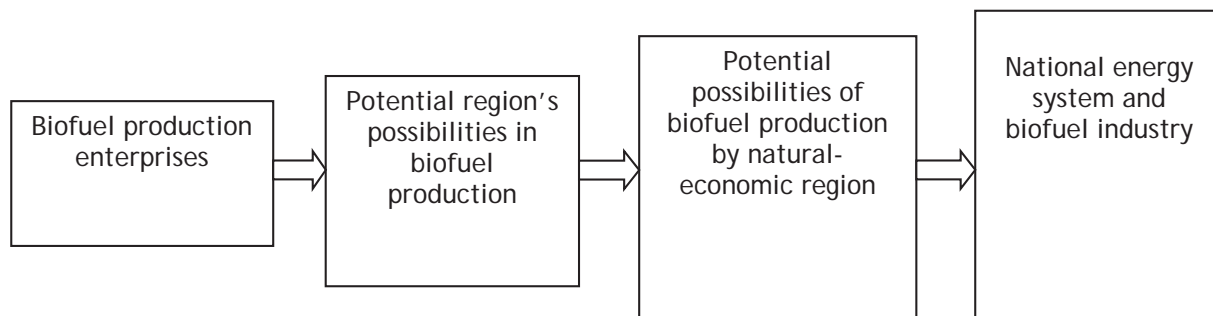 Biofuel production
enterprises
Potential region's
possibilities in
biofuel
production
Potential
possibilities of
biofuel production
by natural-
economic region
National energy
system and
biofuel industry